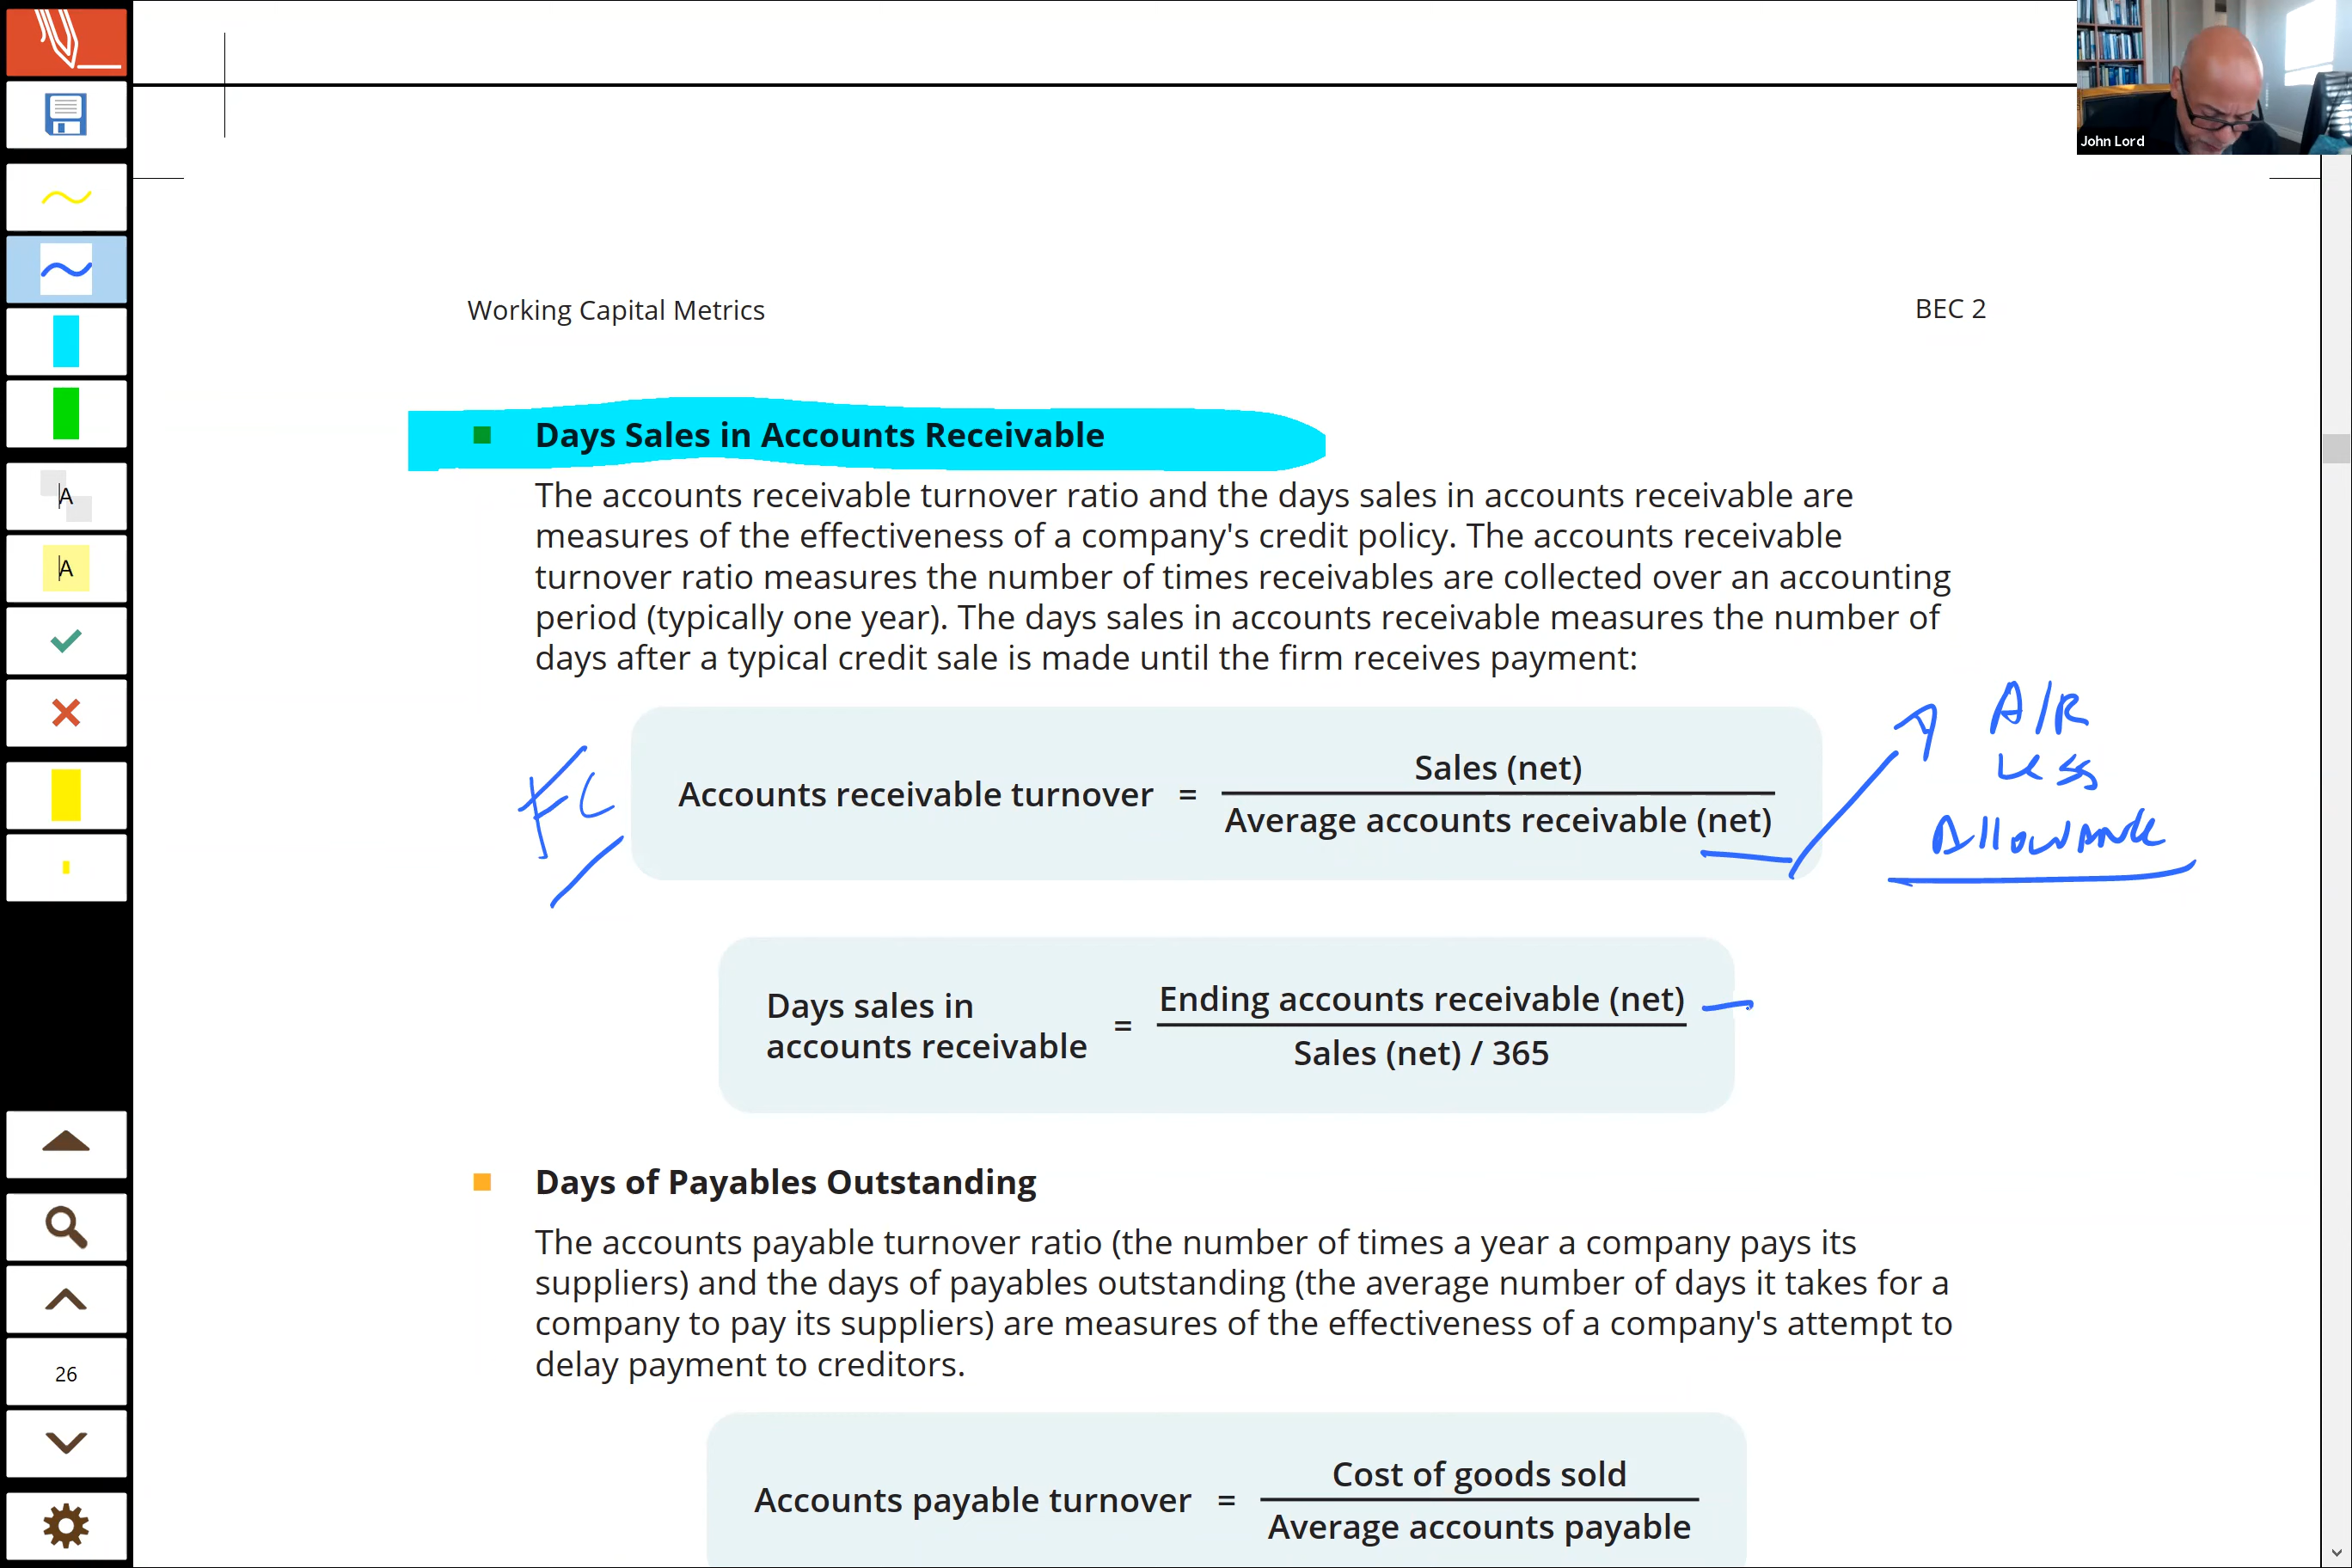 John Lord
Working Capital Metrics
BEC 2
Days Sales in Accounts Receivable
The accounts receivable turnover ratio and the days sales in accounts receivable are
measures of the effectiveness of a company's credit policy. The accounts receivable
turnover ratio measures the number of times receivables are collected over an accounting
period (typically one year). The days sales in accounts receivable measures the number of
days after a typical credit sale is made until the firm receives payment:
FC
Accounts receivable turnover = Sales (net)
Average accounts receivable (net)
A/R
Less
Allowance
Days sales in
accounts receivable
=
Ending accounts receivable (net)
Sales (net) / 365
Days of Payables Outstanding
The accounts payable turnover ratio (the number of times a year a company pays its
suppliers) and the days of payables outstanding (the average number of days it takes for a
company to pay its suppliers) are measures of the effectiveness of a company's attempt to
delay payment to creditors.
Accounts payable turnover = Cost of goods sold
Average accounts payable
A
A
26